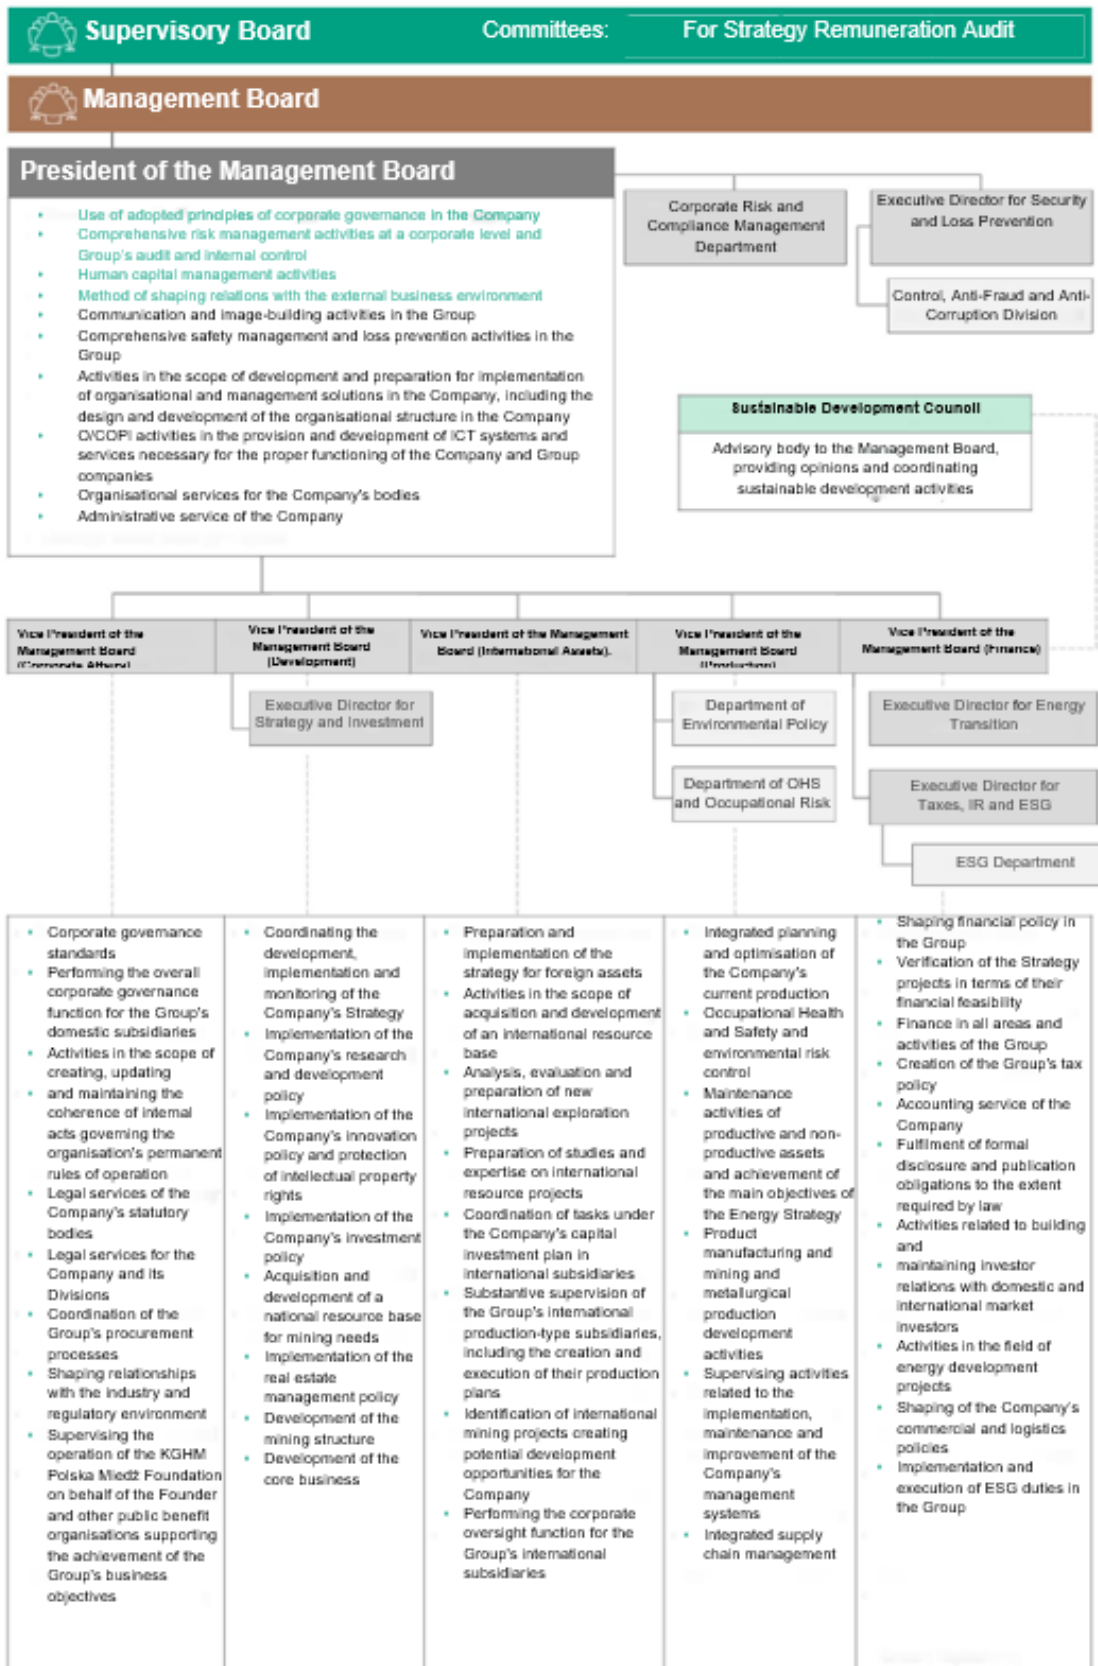 Supervisory Board
Committees:
For Strategy Remuneration Audit
Management Board
President of the Management Board
Use of adopted principles of corporate governance in the Company
Comprehensive risk management activities at a corporate level and
Group's audit and internal control
Human capital management activities
Method of shaping relations with the external business environment
Communication and image-building activities in the Group
Comprehensive safety management and loss prevention activities in the
Group
Activities in the scope of development and preparation for implementation
of organisational and management solutions in the Company, including the
design and development of the organisational structure in the Company
O/COPI activities in the provision and development of ICT systems and
services necessary for the proper functioning of the Company and Group
companies
Organisational services for the Company's bodies
Administrative service of the Company
Corporate Risk and
Compliance Management
Department
Executive Director for Security
and Loss Prevention
Control, Anti-Fraud and Anti-
Corruption Division
Sustainable Development Council
Advisory body to the Management Board,
providing opinions and coordinating
sustainable development activities
Vice President of the
Management Board
(Corporate Affairs)
Vice President of the
Management Board
(Development)
Vice President of the Management
Board (International Assets).
Vice President of the
Management Board
(Production)
Vice President of the
Management Board (Finance)
Executive Director for
Strategy and Investment
Department of
Environmental Policy
Department of OHS
and Occupational Risk
Executive Director for Energy
Transition
Executive Director for
Taxes, IR and ESG
ESG Department
Corporate governance
standards
Performing the overall
corporate governance
function for the Group's
domestic subsidiaries
Activities in the scope of
creating, updating
and maintaining the
coherence of internal
acts governing the
organisation's permanent
rules of operation
Legal services of the
Company's statutory
bodies
Legal services for the
Company and its
Divisions
Coordination of the
Group's procurement
processes
Shaping relationships
with the industry and
regulatory environment
Supervising the
operation of the KGHM
Polska Miedź Foundation
on behalf of the Founder
and other public benefit
organisations supporting
the achievement of the
Group's business
objectives
Coordinating the
development,
implementation and
monitoring of the
Company's Strategy
Implementation of the
Company's research
and development
policy
Implementation of the
Company's innovation
policy and protection
of intellectual property
rights
Implementation of the
Company's investment
policy
Acquisition and
development of a
national resource base
for mining needs
Implementation of the
real estate
management policy
Development of the
mining structure
Development of the
core business
Preparation and
implementation of the
strategy for foreign assets
Activities in the scope of
acquisition and development
of an international resource
base
Analysis, evaluation and
preparation of new
international exploration
projects
Preparation of studies and
expertise on international
resource projects
Coordination of tasks under
the Company's capital
investment plan in
international subsidiaries
Substantive supervision of
the Group's international
production-type subsidiaries,
including the creation and
execution of their production
plans
Identification of international
mining projects creating
potential development
opportunities for the
Company
Performing the corporate
oversight function for the
Group's international
subsidiaries
Integrated planning
and optimisation of
the Company's
current production
Occupational Health
and Safety and
environmental risk
control
Maintenance
activities of
productive and non-
productive assets
and achievement of
the main objectives of
the Energy Strategy
Product
manufacturing and
mining and
metallurgical
production
development
activities
Supervising activities
related to the
implementation,
maintenance and
improvement of the
Company's
management
systems
Integrated supply
chain management
Shaping financial policy in
the Group
Verification of the Strategy
projects in terms of their
financial feasibility
Finance in all areas and
activities of the Group
Creation of the Group's tax
policy
Accounting service of the
Company
Fulfilment of formal
disclosure and publication
obligations to the extent
required by law
Activities related to building
and
maintaining investor
relations with domestic and
international market
investors
Activities in the field of
energy development
projects
Shaping of the Company's
commercial and logistics
policies
Implementation and
execution of ESG duties in
the Group